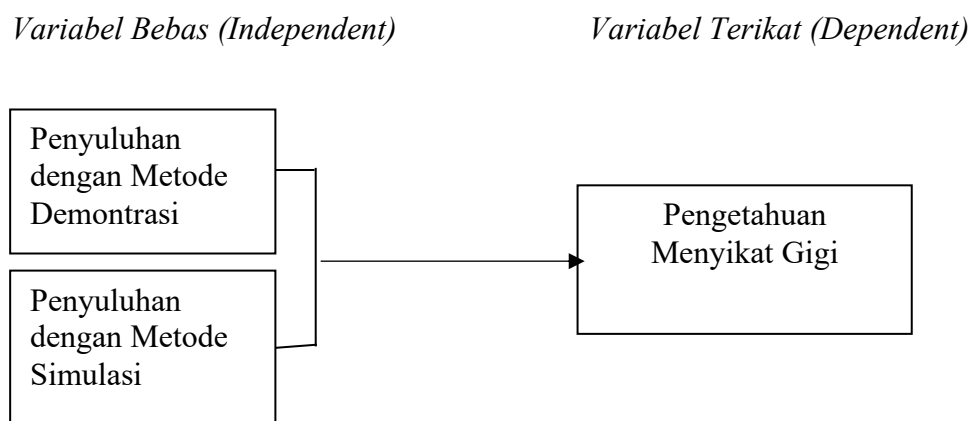 Variabel Bebas (Independent)
Variabel Terikat (Dependent)
Penyuluhan
dengan Metode
Demontrasi
Pengetahuan
Menyikat Gigi
Penyuluhan
dengan Metode
Simulasi